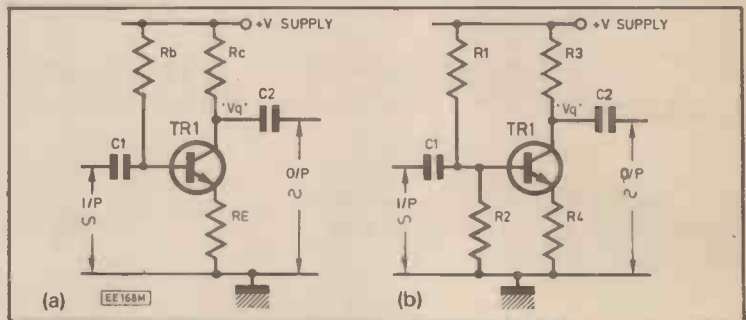 +V SUPPLY
Rb
Rc
'Vq'
C2
C1
TR1
I/P
O/P
RE
(a)
EE168M
+V SUPPLY
R1
R3
'Vq'
C2
C1
TR1
I/P
O/P
R2
R4
(b)